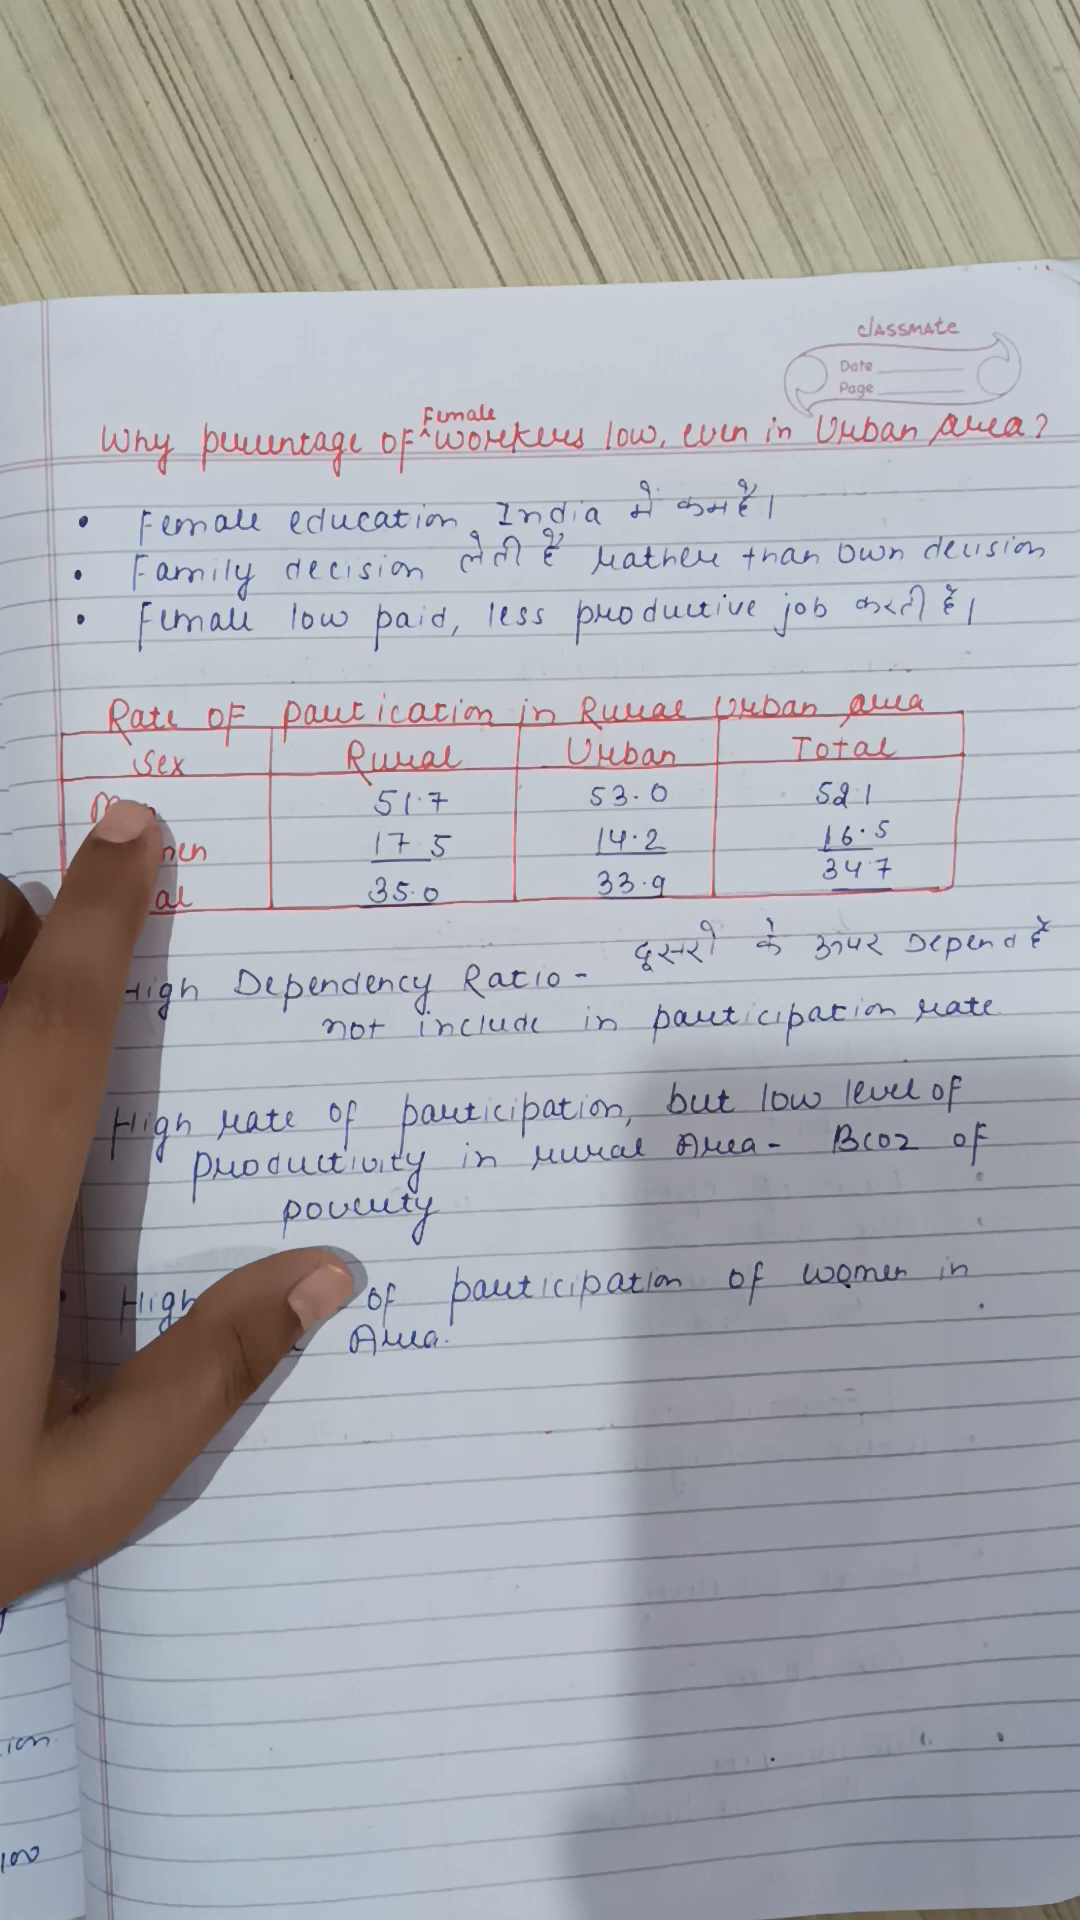 classmate
Date
Page
Female
Why percentage of ^ workers low, even in Urban Area?
• Female education India में कम है।
• Family decision लेती हैं rather than own decision
• Female low paid, less productive job करती हैं।
Rate of partication in Rural Urban area
Sex Rural Urban Total
51.7 53.0 52.1
17.5 14.2 16.5
35.0 33.9 34.7
दूसरो के ऊपर Depend हैं
High Dependency Ratio -
not include in participation rate
High rate of participation, but low level of
productivity in rural Area - Bcoz of
poverty
High of participation of women in
Area.